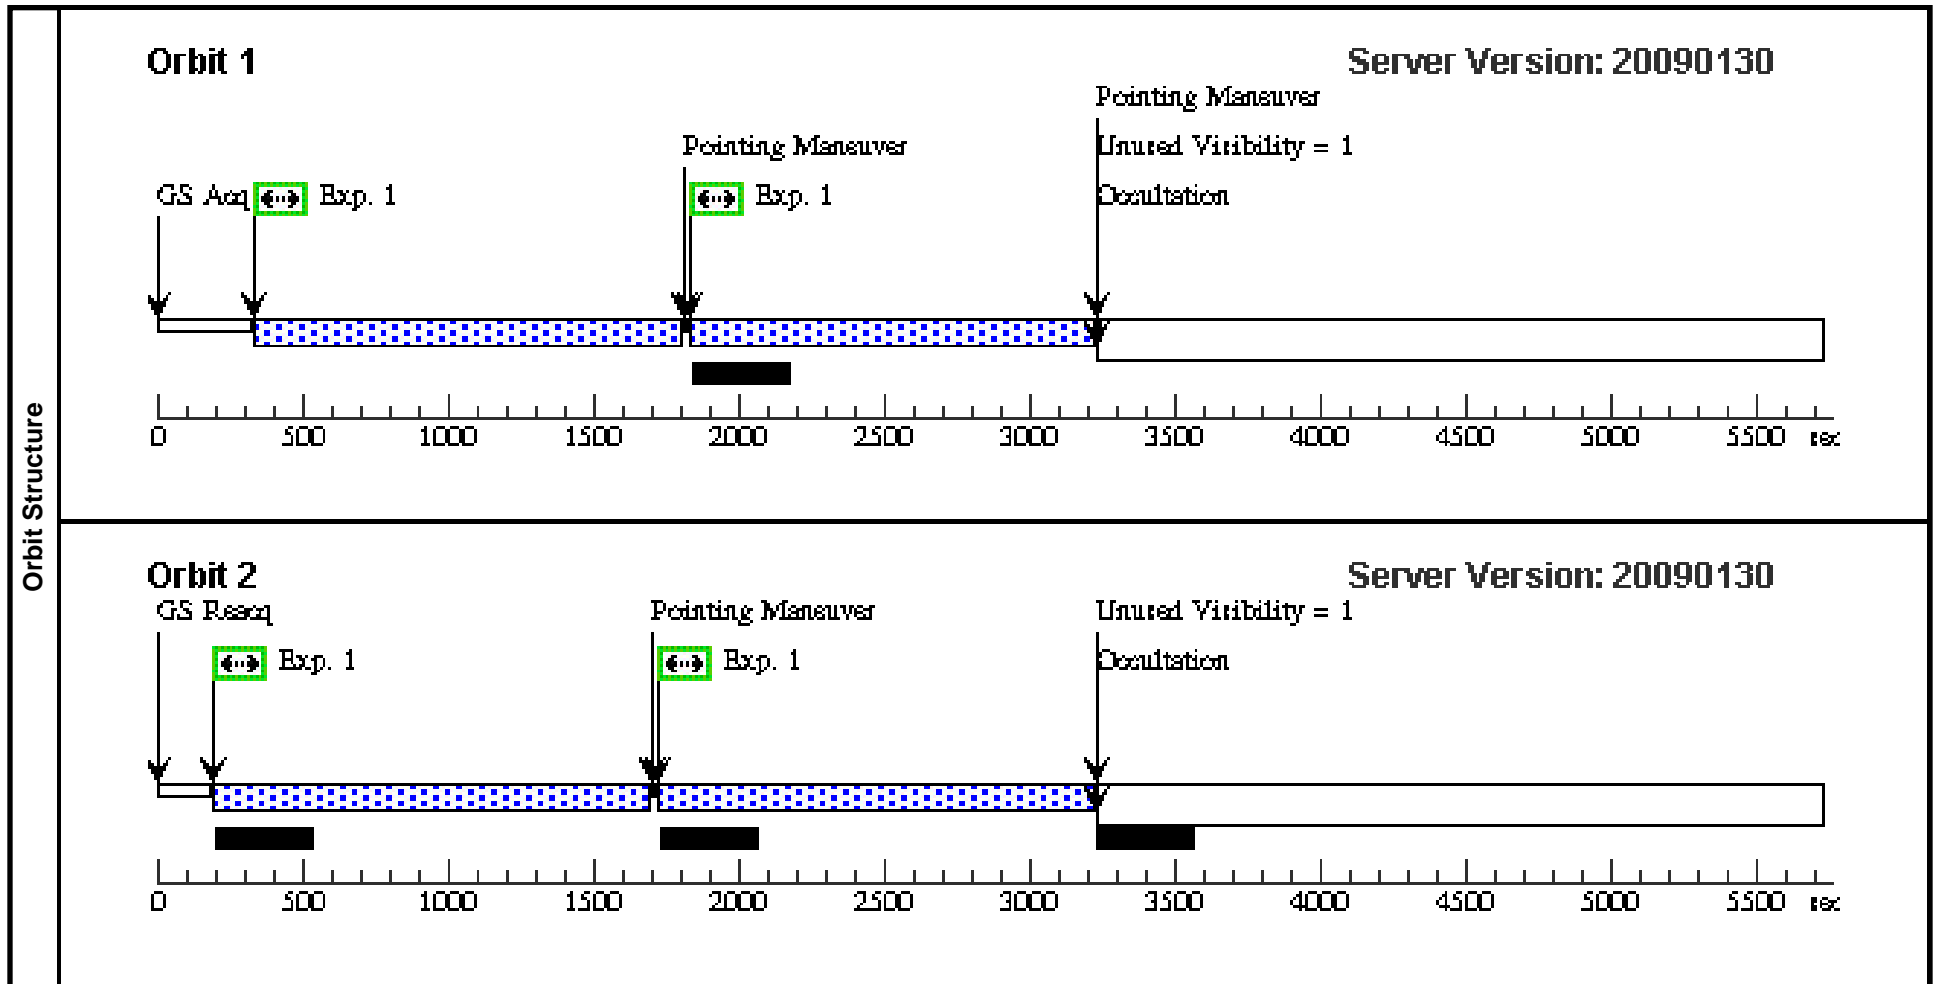 Orbit Structure
Orbit 1
Server Version: 20090130
Pointing Maneuver
Pointing Maneuver
Unused Visibility = 1
GS Acq
Exp. 1
Exp. 1
Occultation
0 500 1000 1500 2000 2500 3000 3500 4000 4500 5000 5500 sec
Orbit 2
Server Version: 20090130
GS Reacq
Pointing Maneuver
Unused Visibility = 1
Exp. 1
Exp. 1
Occultation
0 500 1000 1500 2000 2500 3000 3500 4000 4500 5000 5500 sec